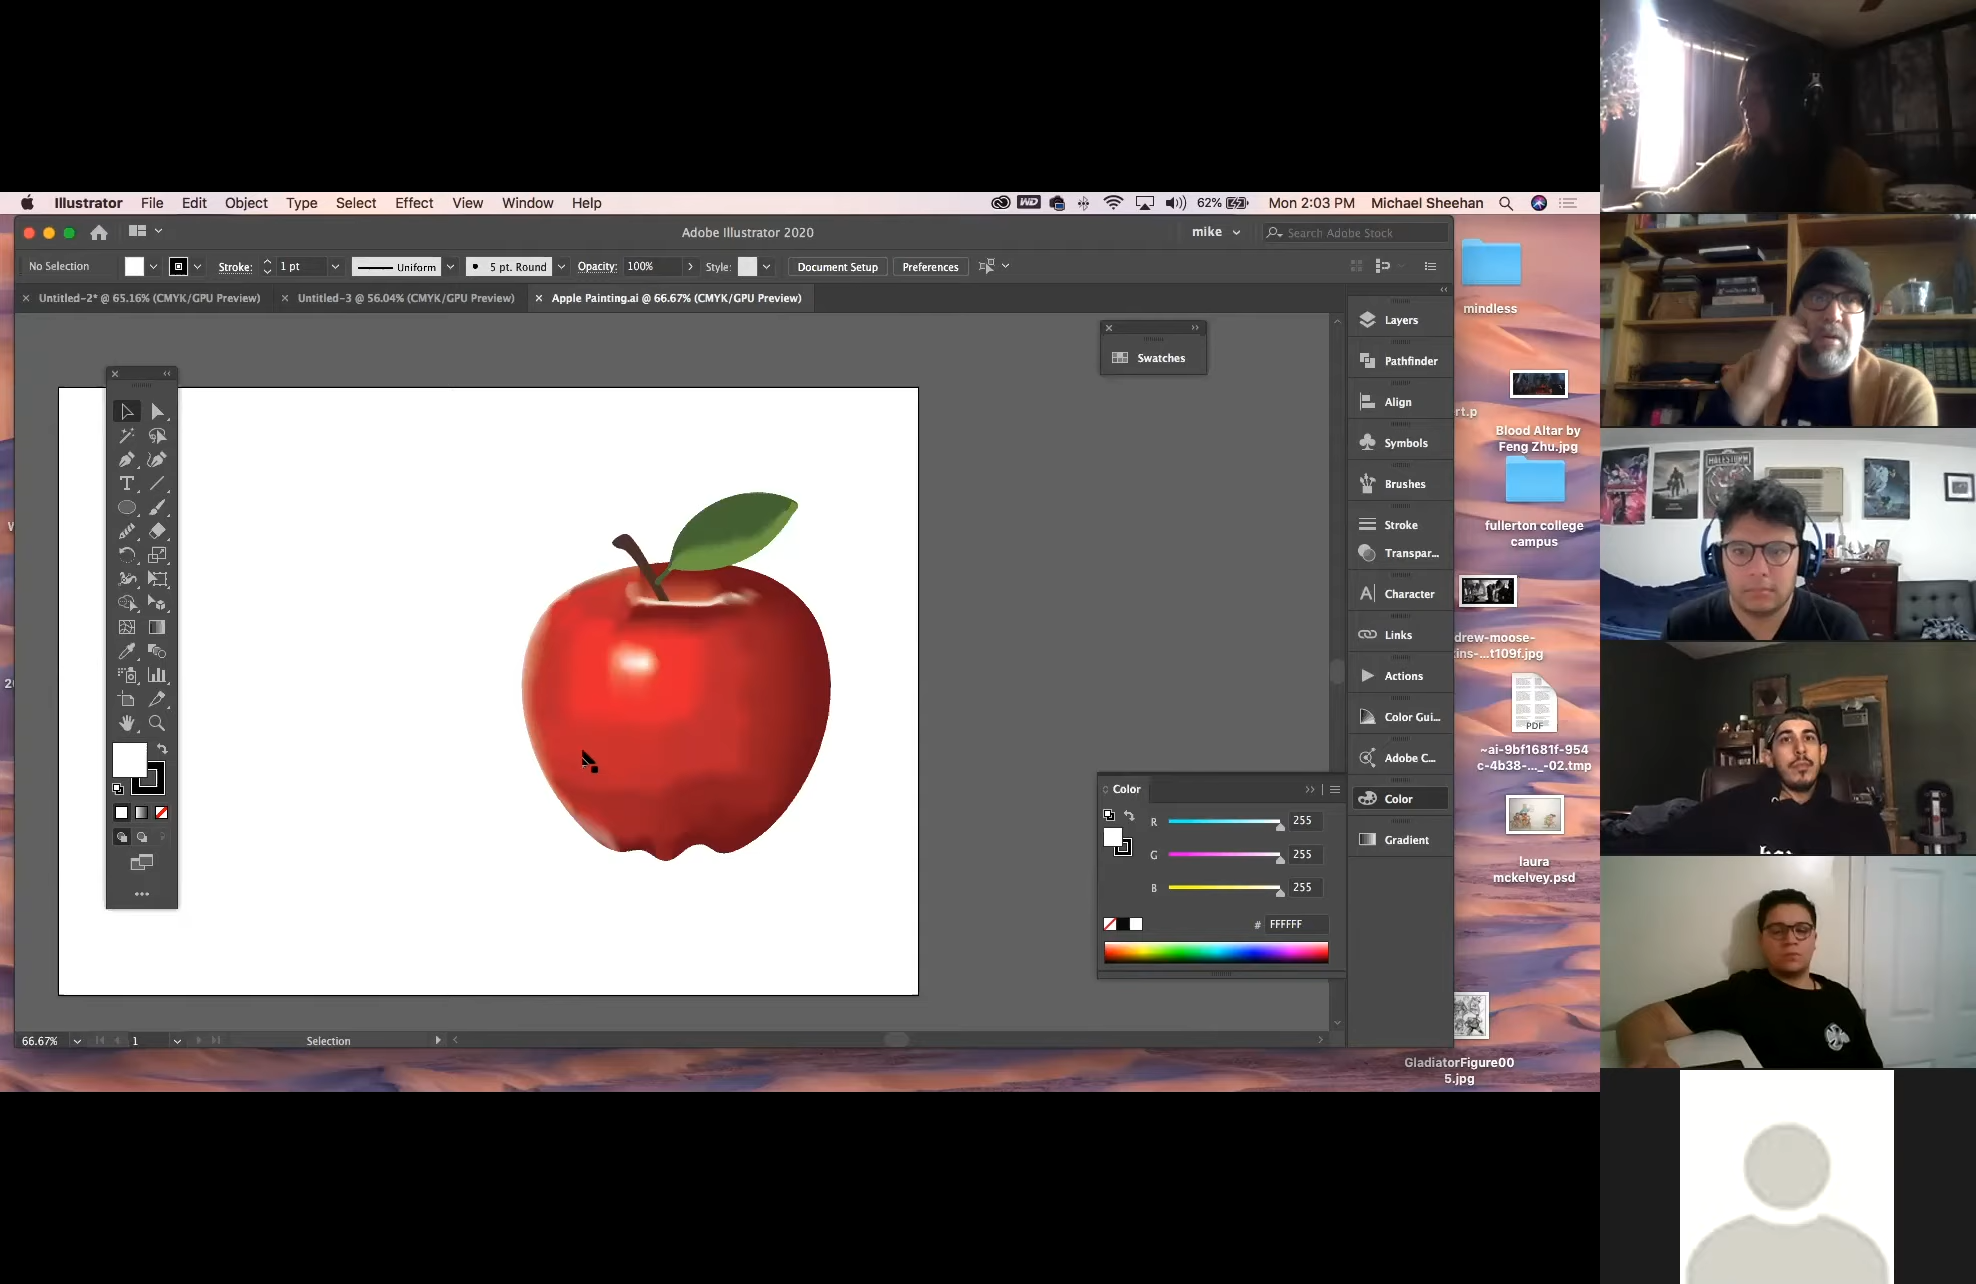 Illustrator File Edit Object Type Select Effect View Window Help
62% Mon 2:03 PM Michael Sheehan
Adobe Illustrator 2020
mike
Search Adobe Stock
No Selection
Stroke: 1 pt
Uniform
5 pt. Round
Opacity: 100%
Style:
Document Setup
Preferences
Untitled-2* @ 65.16% (CMYK/GPU Preview)
Untitled-3 @ 56.04% (CMYK/GPU Preview)
Apple Painting.ai @ 66.67% (CMYK/GPU Preview)
Swatches
Layers
Pathfinder
Align
Symbols
Brushes
Stroke
Transpar...
Character
Links
Actions
Color Gui...
Adobe C...
Color
Gradient
Color
R 255
G 255
B 255
# FFFFFF
66.67%
1
Selection
mindless
rt.p
Blood Altar by
Feng Zhu.jpg
fullerton college
campus
drew-moose-
ins-...t109f.jpg
PDF
~ai-9bf1681f-954
c-4b38-..._-02.tmp
laura
mckelvey.psd
GladiatorFigure00
5.jpg
HALESTORM